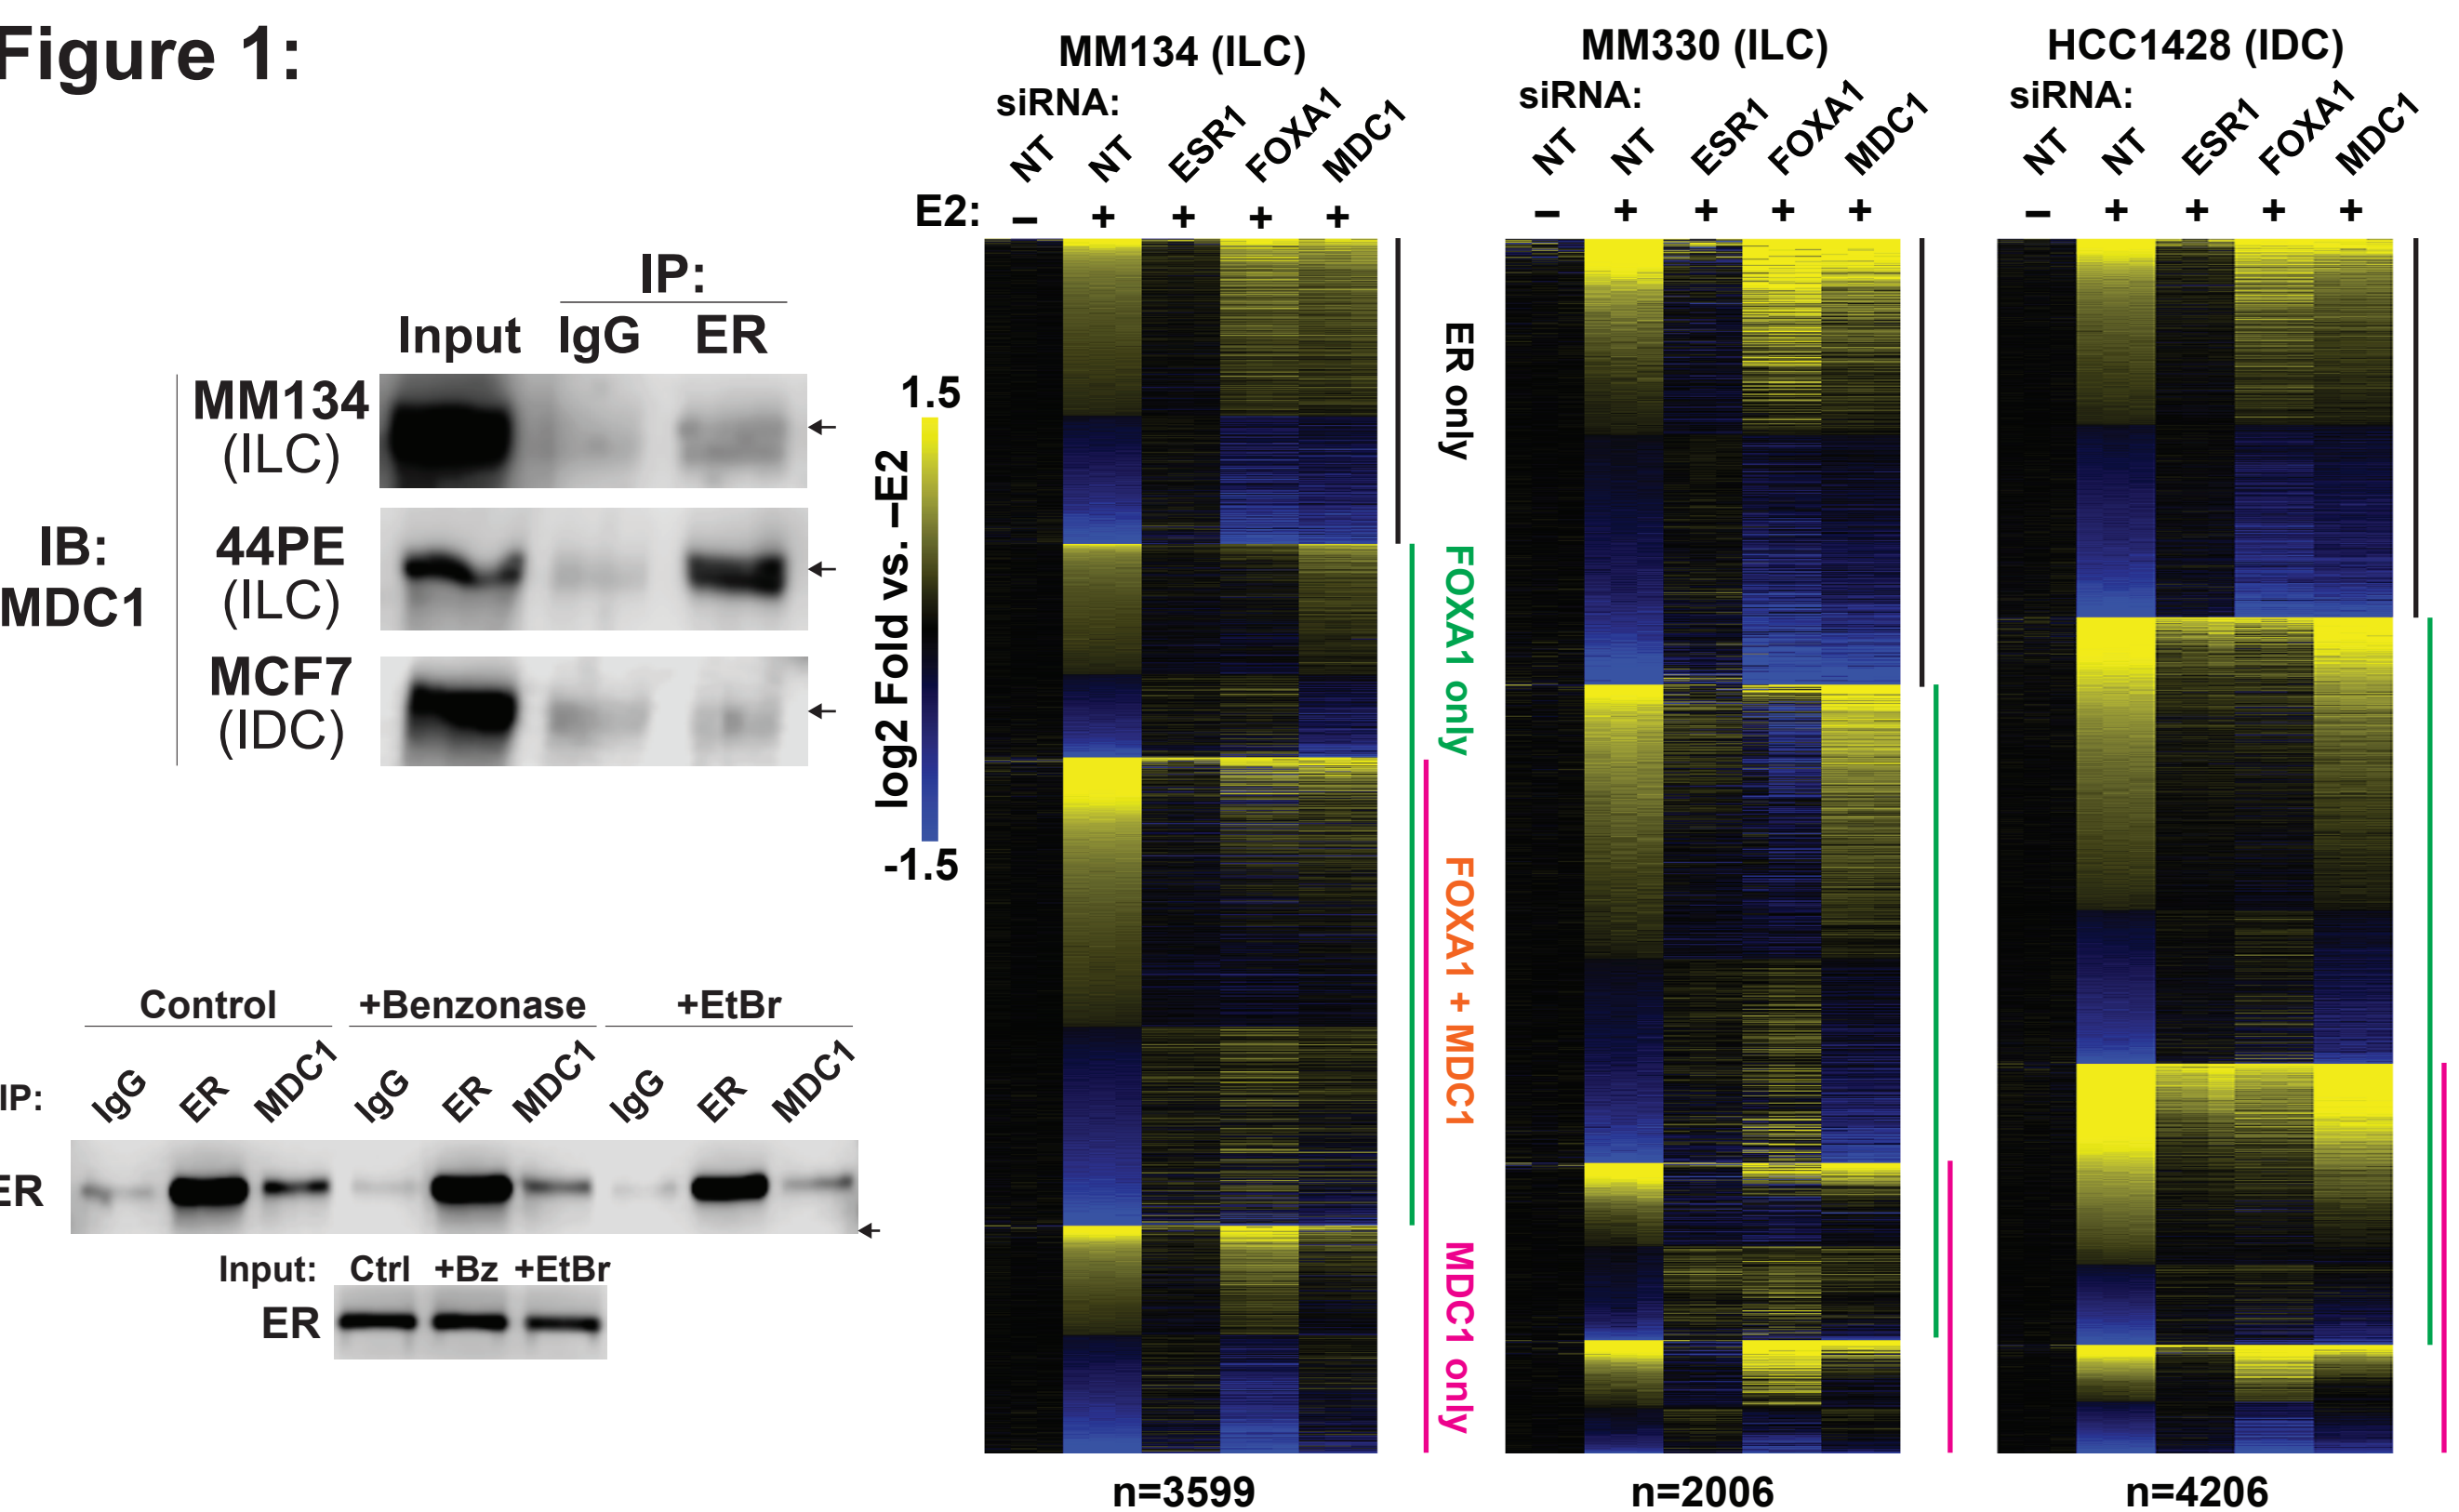 Figure 1:
IP:
Input IgG ER
MM134
(ILC)
44PE
(ILC)
MCF7
(IDC)
IB:
MDC1
Control +Benzonase +EtBr
IP:
IgG ER MDC1 IgG ER MDC1 IgG ER MDC1
ER
Input: Ctrl +Bz +EtBr
ER
1.5
log2 Fold vs. –E2
-1.5
MM134 (ILC)
siRNA:
NT NT ESR1 FOXA1 MDC1
E2: – + + + +
n=3599
ER only
FOXA1 only
FOXA1 + MDC1
MDC1 only
MM330 (ILC)
siRNA:
NT NT ESR1 FOXA1 MDC1
– + + + +
n=2006
HCC1428 (IDC)
siRNA:
NT NT ESR1 FOXA1 MDC1
– + + + +
n=4206